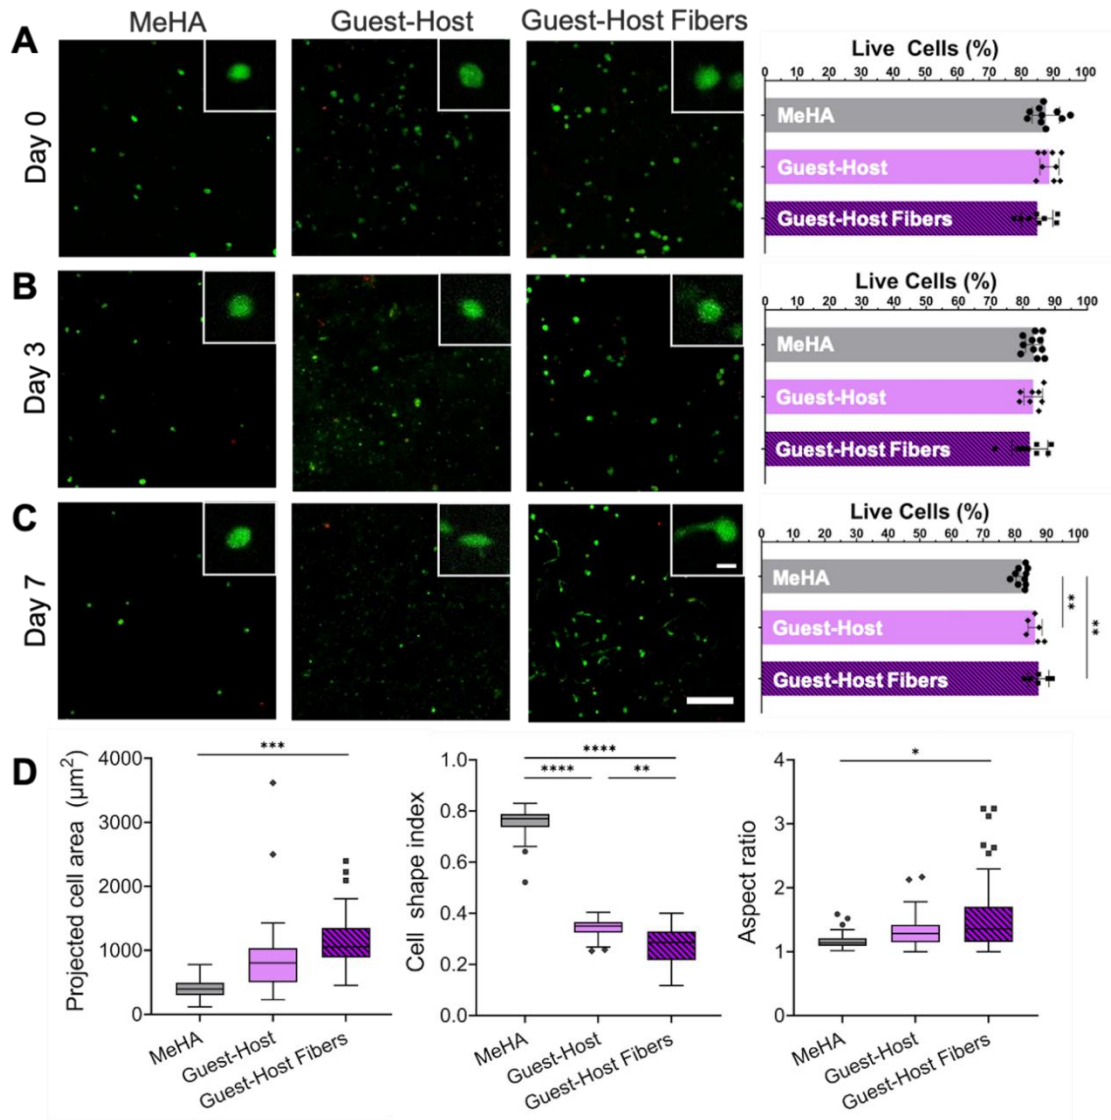 MeHA Guest-Host Guest-Host Fibers
A
Day 0
Live Cells (%)
0 10 20 30 40 50 60 70 80 90 100
MeHA
Guest-Host
Guest-Host Fibers
B
Day 3
Live Cells (%)
0 10 20 30 40 50 60 70 80 90 100
MeHA
Guest-Host
Guest-Host Fibers
C
Day 7
Live Cells (%)
0 10 20 30 40 50 60 70 80 90 100
MeHA
Guest-Host
Guest-Host Fibers
**
**
D
Projected cell area (µm²)
4000
3000
2000
1000
0
***
MeHA
Guest-Host
Guest-Host Fibers
Cell shape index
1.0
0.8
0.6
0.4
0.2
0.0
****
**** **
MeHA
Guest-Host
Guest-Host Fibers
Aspect ratio
4
3
2
1
0
*
MeHA
Guest-Host
Guest-Host Fibers